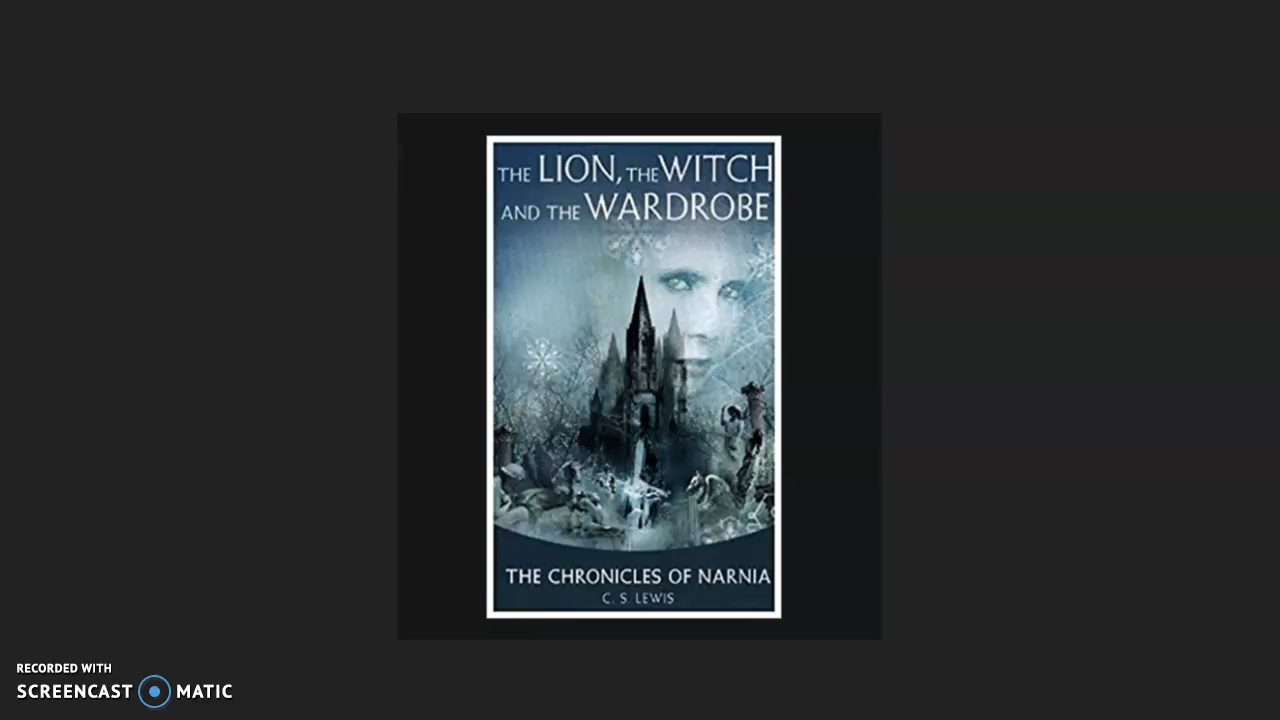 THE LION, THE WITCH
AND THE WARDROBE
THE CHRONICLES OF NARNIA
C. S. LEWIS
RECORDED WITH
SCREENCAST MATIC